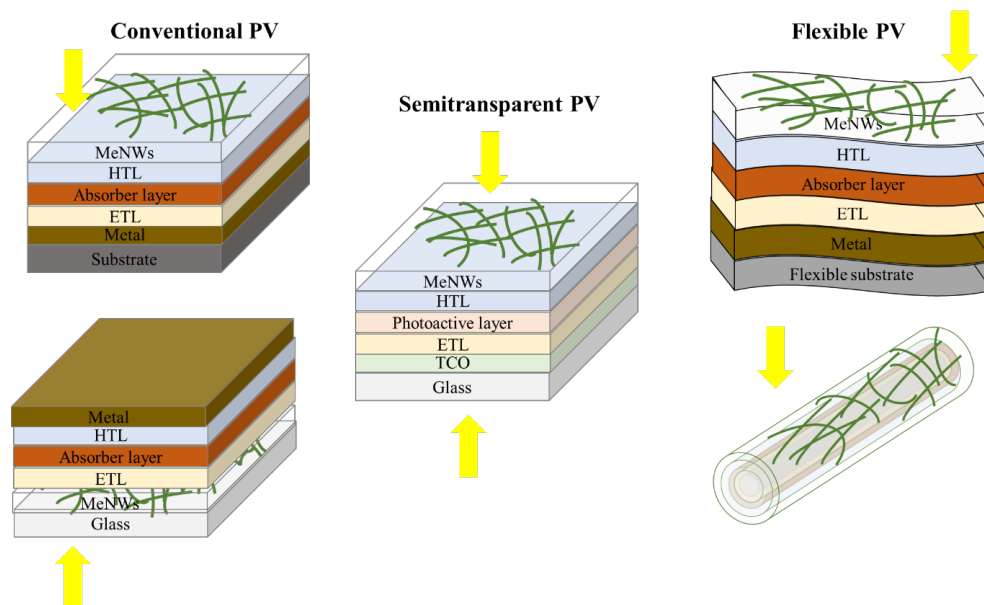 Conventional PV
MeNWs
HTL
Absorber layer
ETL
Metal
Substrate
Metal
HTL
Absorber layer
ETL
MeNWs
Glass
Semitransparent PV
MeNWs
HTL
Photoactive layer
ETL
TCO
Glass
Flexible PV
MeNWs
HTL
Absorber layer
ETL
Metal
Flexible substrate